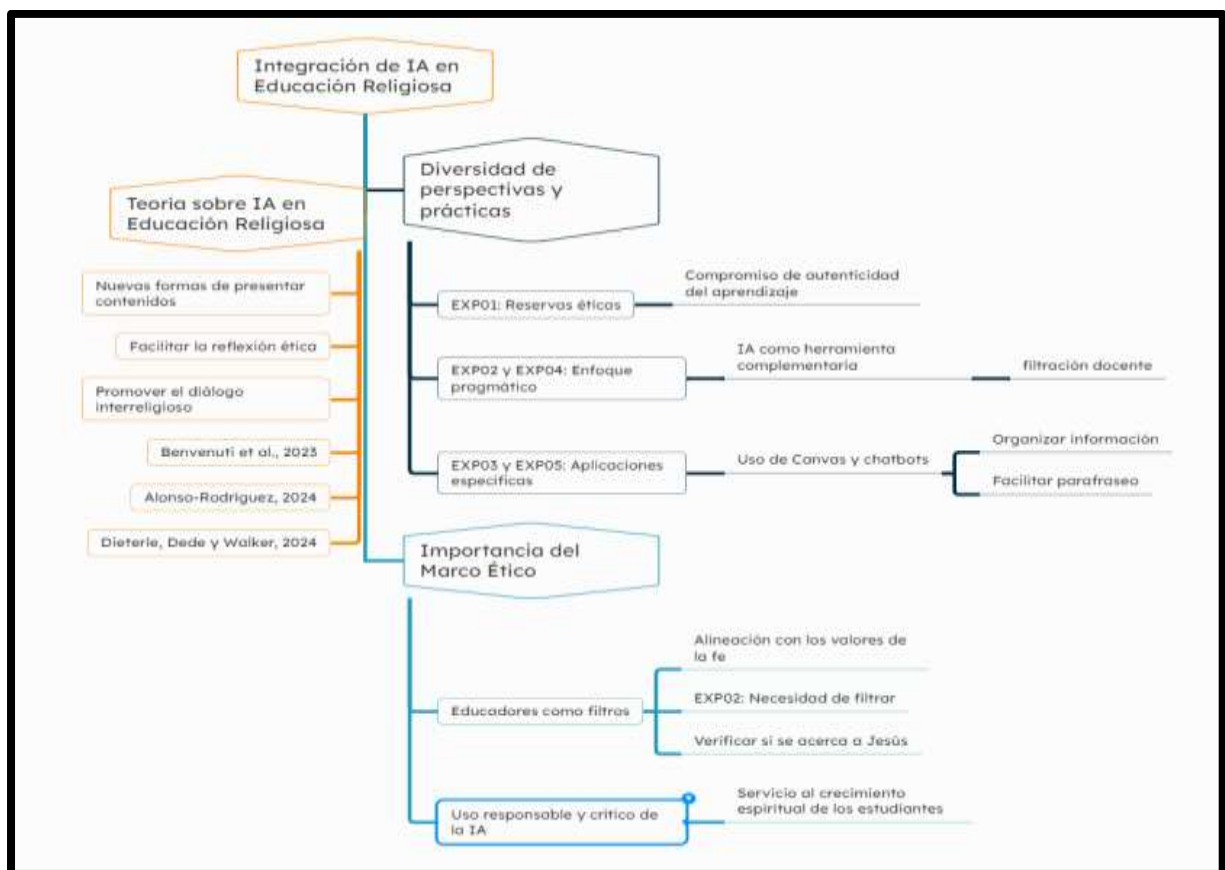 Integración de IA en
Educación Religiosa
Teoría sobre IA en
Educación Religiosa
Nuevas formas de presentar
contenidos
Facilitar la reflexión ética
Promover el diálogo
interreligioso
Benvenuti et al., 2023
Alonso-Rodríguez, 2024
Dieterle, Dede y Walker, 2024
Diversidad de
perspectivas y
prácticas
EXP01: Reservas éticas
Compromiso de autenticidad
del aprendizaje
EXP02 y EXP04: Enfoque
pragmático
IA como herramienta
complementaria
filtración docente
EXP03 y EXP05: Aplicaciones
específicas
Uso de Canvas y chatbots
Organizar información
Facilitar parafraseo
Importancia del
Marco Ético
Educadores como filtros
Alineación con los valores de
la fe
EXP02: Necesidad de filtrar
Verificar si se acerca a Jesús
Uso responsable y crítico de
la IA
Servicio al crecimiento
espiritual de los estudiantes